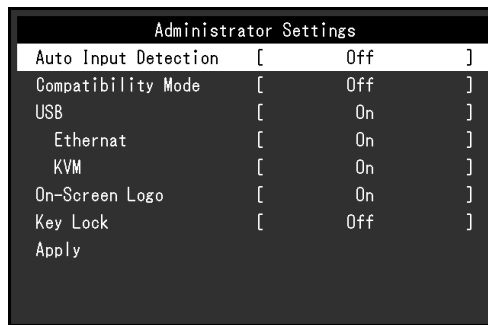 Administrator Settings
Auto Input Detection [ Off ]
Compatibility Mode [ Off ]
USB [ On ]
Ethernat [ On ]
KVM [ On ]
On-Screen Logo [ On ]
Key Lock [ Off ]
Apply